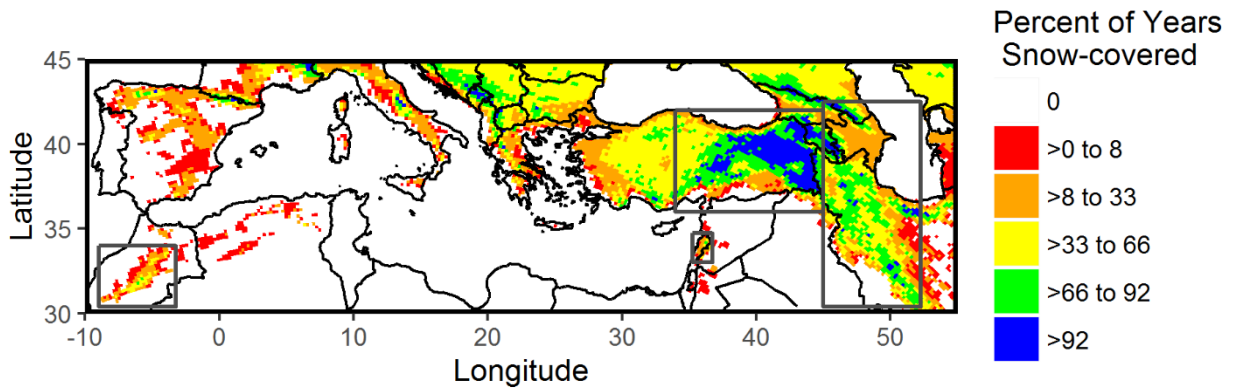 Percent of Years
Snow-covered
0
>0 to 8
>8 to 33
>33 to 66
>66 to 92
>92
Latitude
45
40
35
30
-10 0 10 20 30 40 50
Longitude